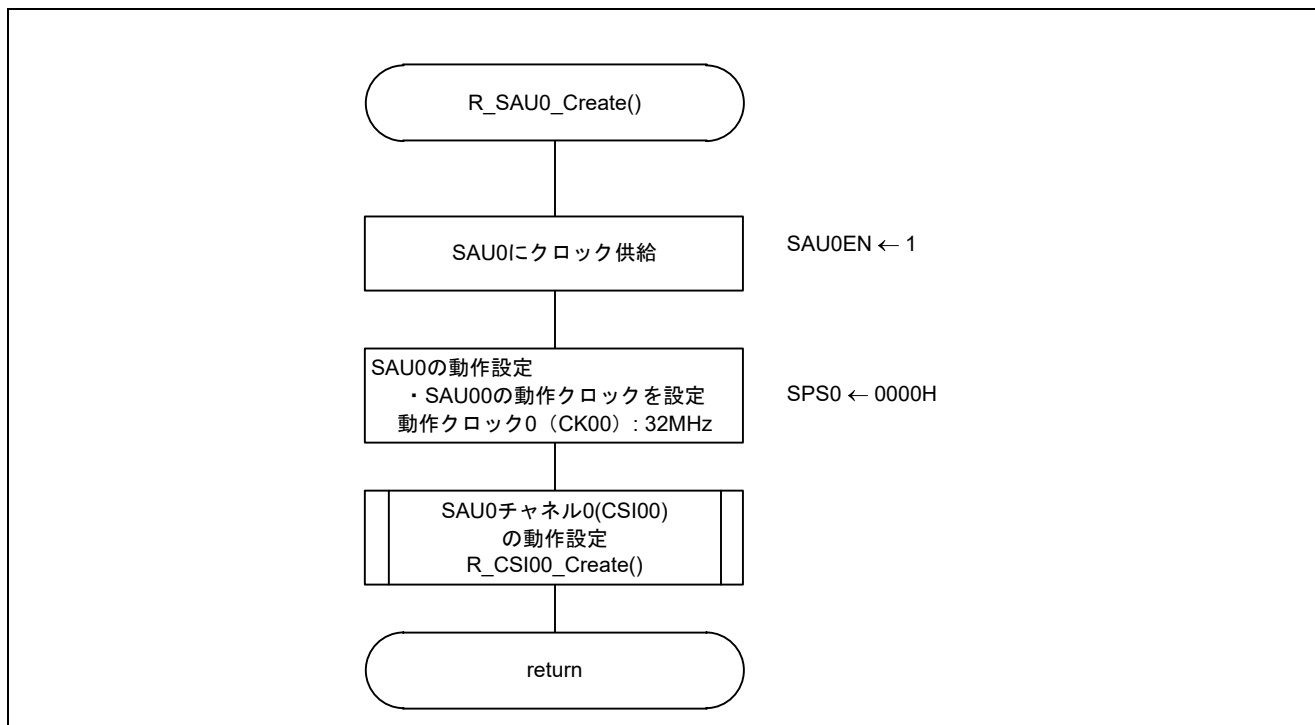 R_SAU0_Create()
SAU0にクロック供給
SAU0EN ← 1
SAU0の動作設定
・SAU00の動作クロックを設定
動作クロック0（CK00）: 32MHz
SPS0 ← 0000H
SAU0チャネル0(CSI00)
の動作設定
R_CSI00_Create()
return